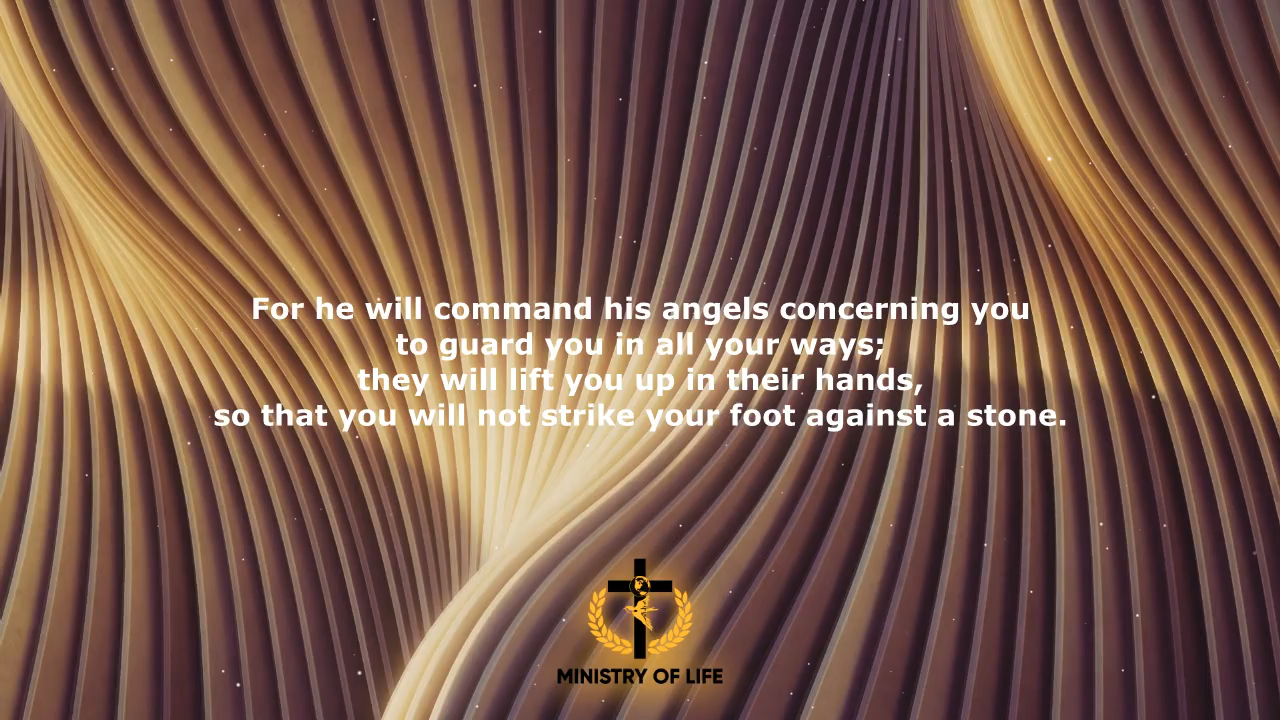 For he will command his angels concerning you
to guard you in all your ways;
they will lift you up in their hands,
so that you will not strike your foot against a stone.
MINISTRY OF LIFE